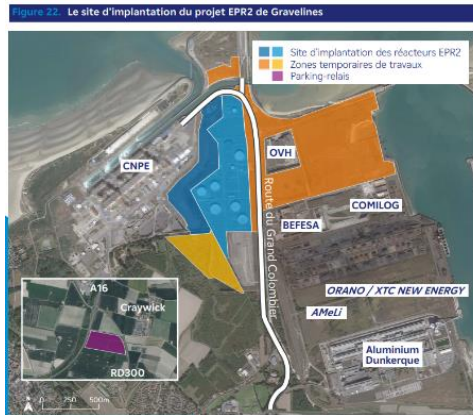 Figure 22. Le site d'implantation du projet EPR2 de Gravelines
Site d'implantation des réacteurs EPR2
Zones temporaires de travaux
Parking-relais
CNPE
OVH
Route du Grand Colombier
COMILOG
BEFESA
ORANO / XTC NEW ENERGY
AMeLi
Aluminium
Dunkerque
A16
Craywick
RD300
0 250 500m